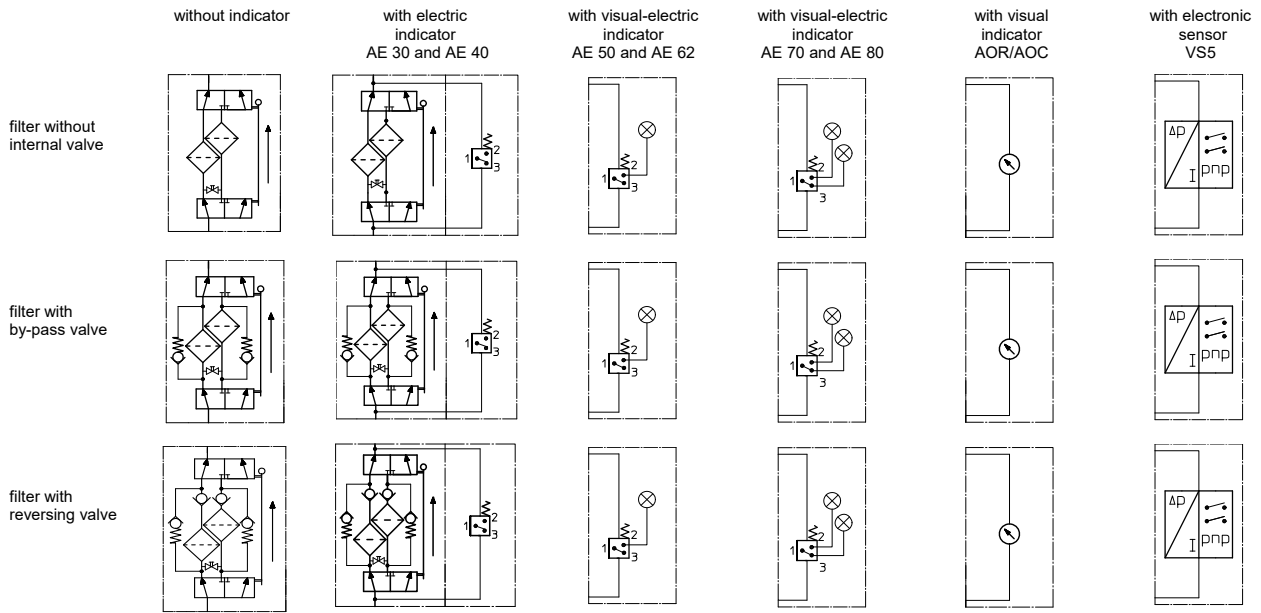 without indicator
with electric
indicator
AE 30 and AE 40
with visual-electric
indicator
AE 50 and AE 62
with visual-electric
indicator
AE 70 and AE 80
with visual
indicator
AOR/AOC
with electronic
sensor
VS5
filter without
internal valve
1 2
3
1 2
3
1 2
3
Δp
I pnp
filter with
by-pass valve
1 2
3
1 2
3
1 2
3
Δp
I pnp
filter with
reversing valve
1 2
3
1 2
3
1 2
3
Δp
I pnp